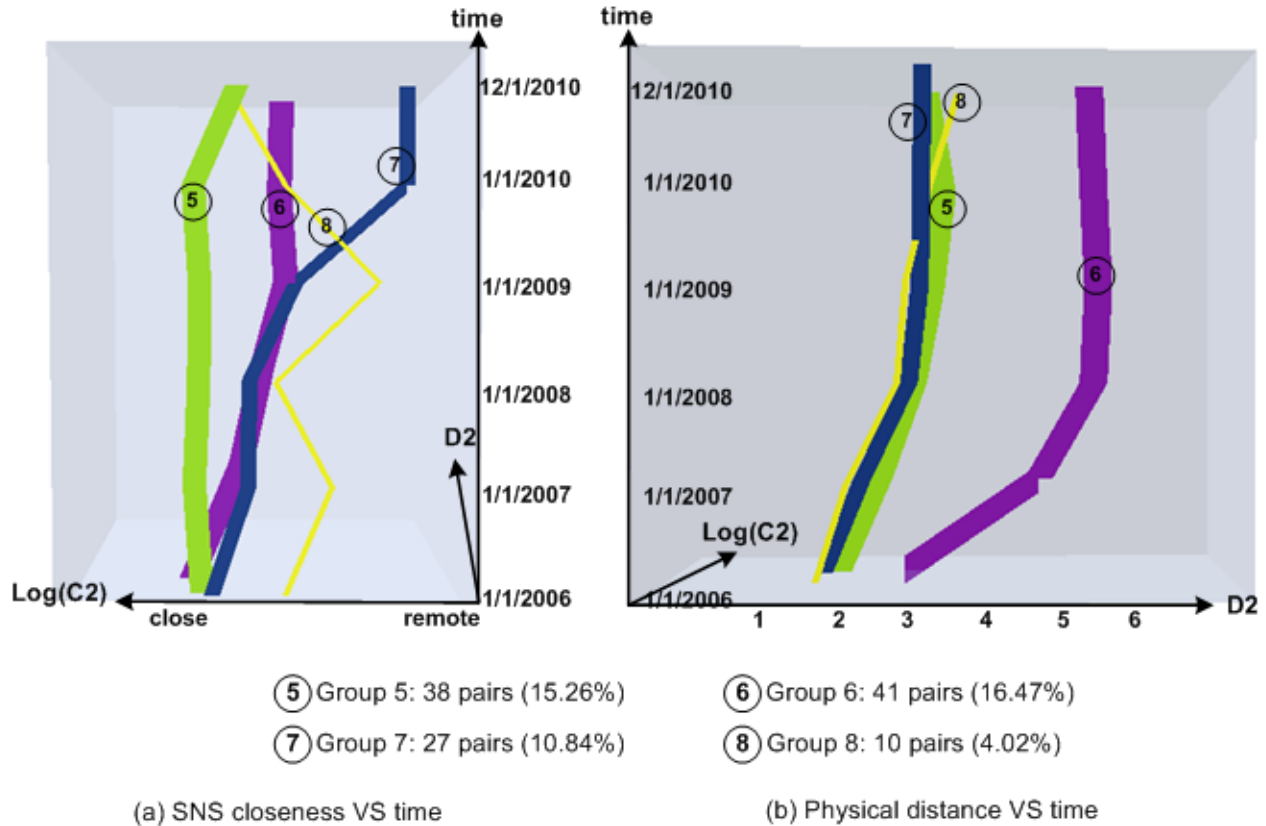 time
time
12/1/2010
12/1/2010
8
7
7
1/1/2010
1/1/2010
5
6
5
8
6
1/1/2009
1/1/2009
1/1/2008
1/1/2008
D2
1/1/2007
1/1/2007
Log(C2)
Log(C2)
1/1/2006
1/1/2006
D2
close
remote
1 2 3 4 5 6
5 Group 5: 38 pairs (15.26%)
6 Group 6: 41 pairs (16.47%)
7 Group 7: 27 pairs (10.84%)
8 Group 8: 10 pairs (4.02%)
(a) SNS closeness VS time
(b) Physical distance VS time